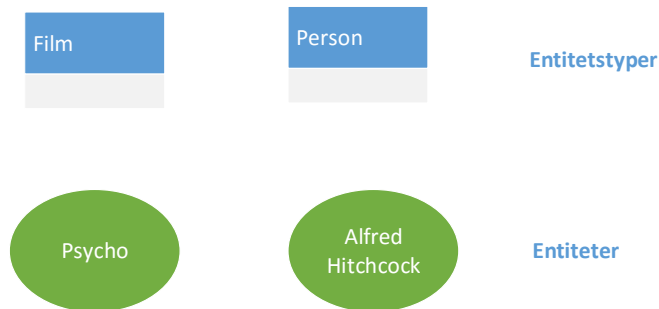 Film
Person
Entitetstyper
Psycho
Alfred
Hitchcock
Entiteter